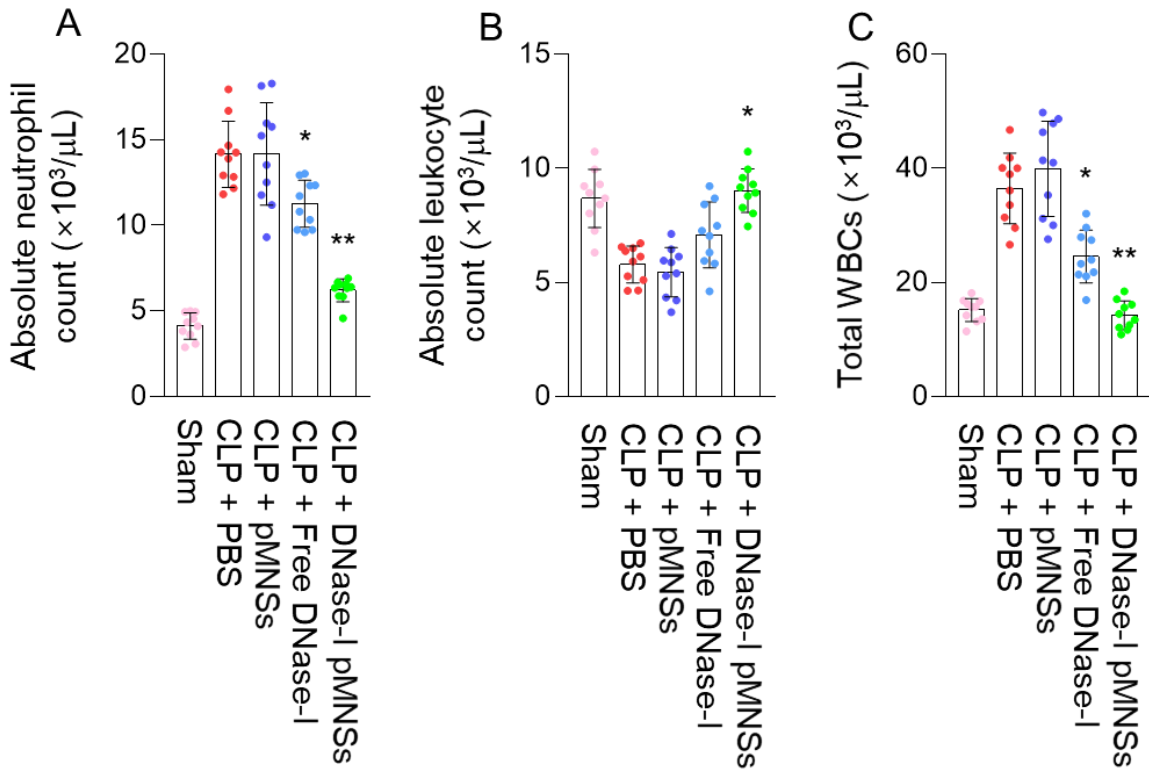 A
Absolute neutrophil
count (×10³/μL)
20
15
10
5
0
*
**
Sham
CLP + PBS
CLP + pMNSs
CLP + Free DNase-I
CLP + DNase-I pMNSs
B
Absolute leukocyte
count (×10³/μL)
15
10
5
0
*
Sham
CLP + PBS
CLP + pMNSs
CLP + Free DNase-I
CLP + DNase-I pMNSs
C
Total WBCs (×10³/μL)
60
40
20
0
*
**
Sham
CLP + PBS
CLP + pMNSs
CLP + Free DNase-I
CLP + DNase-I pMNSs